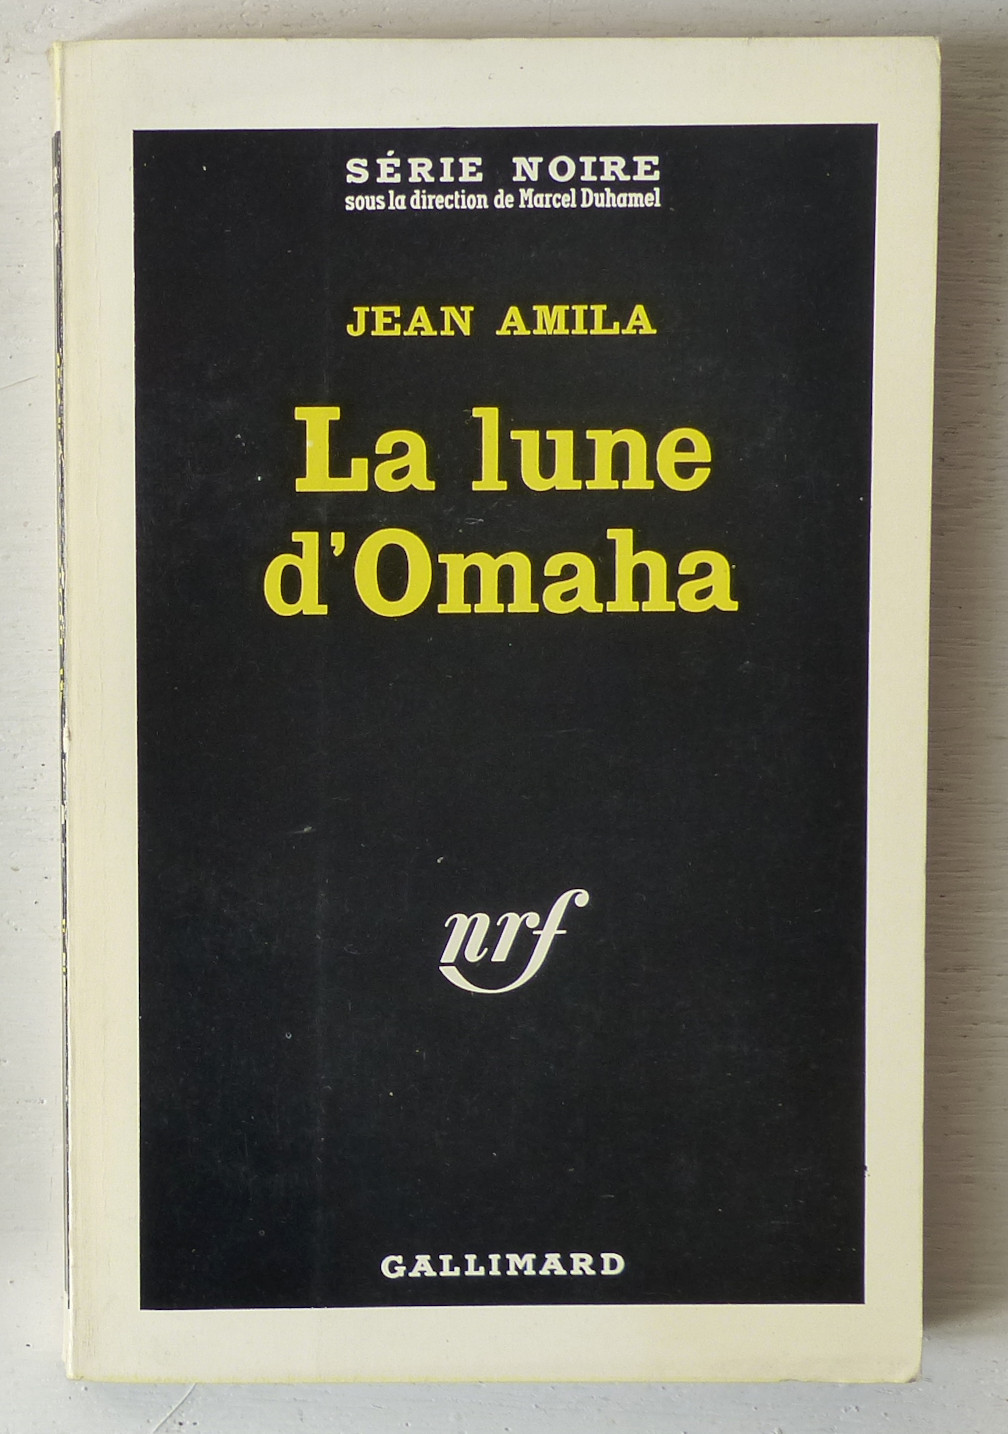 SÉRIE NOIRE
sous la direction de Marcel Duhamel
JEAN AMILA
La lune
d'Omaha
nrf
GALLIMARD